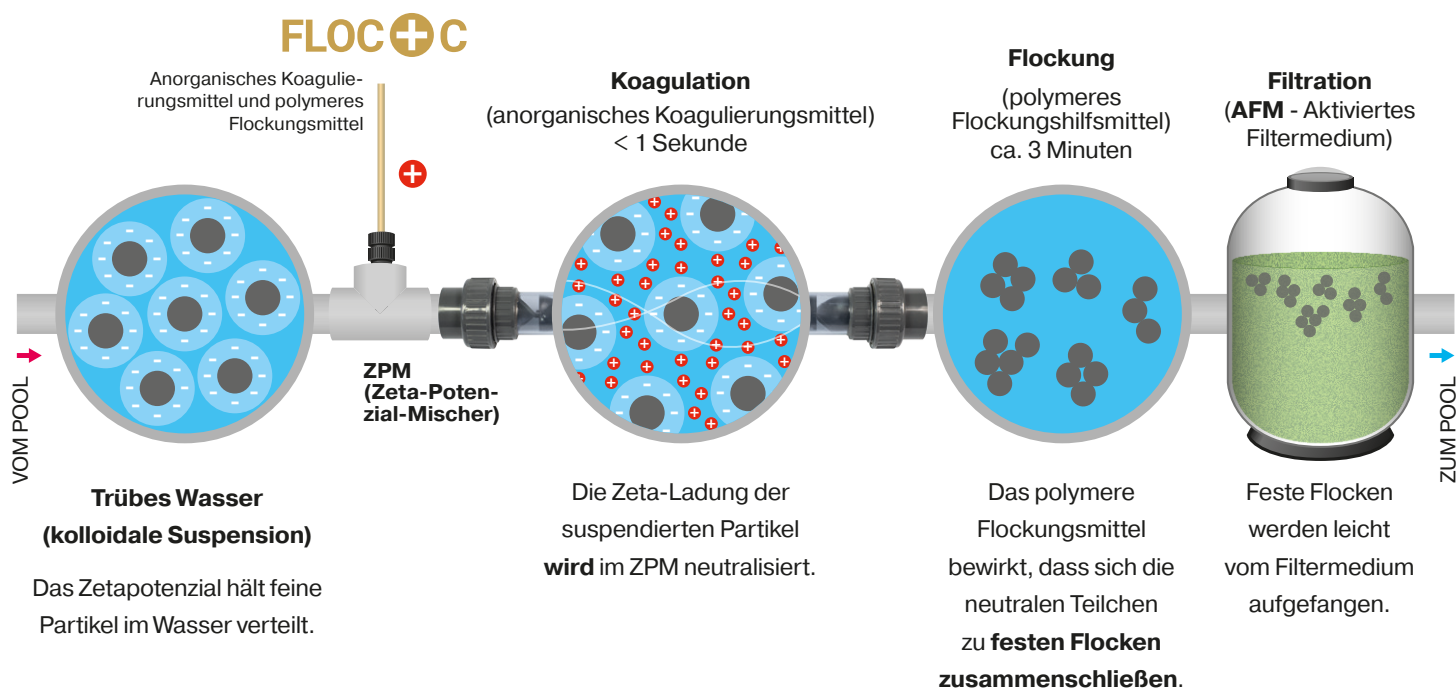 FLOC+C
Anorganisches Koagulie-
rungsmittel und polymeres
Flockungsmittel
+
VOM POOL
Trübes Wasser
(kolloidale Suspension)
Das Zetapotenzial hält feine
Partikel im Wasser verteilt.
ZPM
(Zeta-Poten-
zial-Mischer)
Koagulation
(anorganisches Koagulierungsmittel)
< 1 Sekunde
Die Zeta-Ladung der
suspendierten Partikel
wird im ZPM neutralisiert.
Flockung
(polymeres
Flockungshilfsmittel)
ca. 3 Minuten
Das polymere
Flockungsmittel
bewirkt, dass sich die
neutralen Teilchen
zu festen Flocken
zusammenschließen.
Filtration
(AFM - Aktiviertes
Filtermedium)
Feste Flocken
werden leicht
vom Filtermedium
aufgefangen.
ZUM POOL